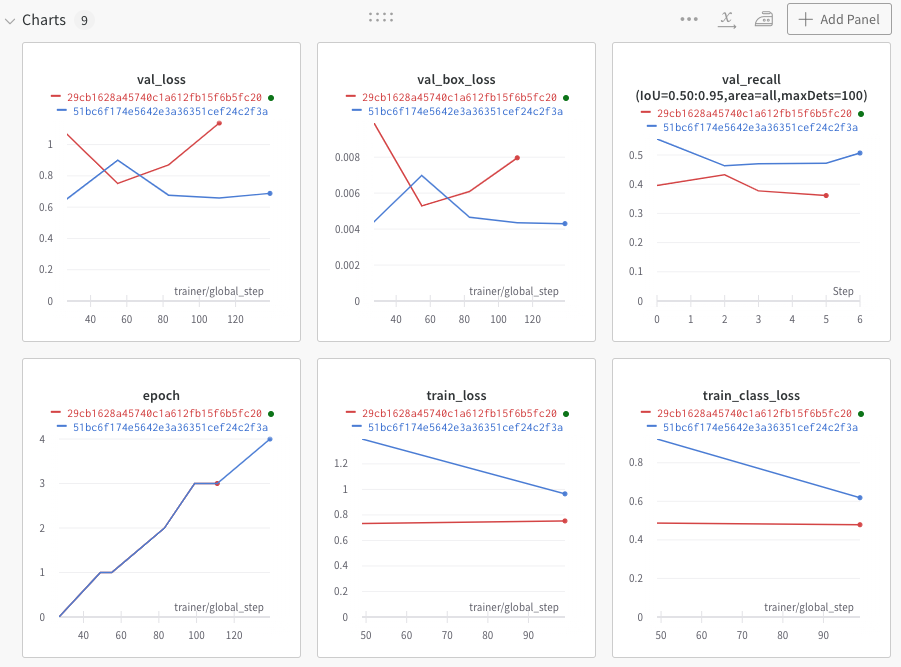 Charts 9
Add Panel
val_loss
29cb1628a45740c1a612fb15f6b5fc20
51bc6f174e5642e3a36351cef24c2f3a
1
0.8
0.6
0.4
0.2
0
trainer/global_step
40 60 80 100 120
val_box_loss
29cb1628a45740c1a612fb15f6b5fc20
51bc6f174e5642e3a36351cef24c2f3a
0.008
0.006
0.004
0.002
0
trainer/global_step
40 60 80 100 120
val_recall
(IoU=0.50:0.95,area=all,maxDets=100)
29cb1628a45740c1a612fb15f6b5fc20
51bc6f174e5642e3a36351cef24c2f3a
0.5
0.4
0.3
0.2
0.1
0
Step
0 1 2 3 4 5 6
epoch
29cb1628a45740c1a612fb15f6b5fc20
51bc6f174e5642e3a36351cef24c2f3a
4
3
2
1
0
trainer/global_step
40 60 80 100 120
train_loss
29cb1628a45740c1a612fb15f6b5fc20
51bc6f174e5642e3a36351cef24c2f3a
1.2
1
0.8
0.6
0.4
0.2
0
trainer/global_step
50 60 70 80 90
train_class_loss
29cb1628a45740c1a612fb15f6b5fc20
51bc6f174e5642e3a36351cef24c2f3a
0.8
0.6
0.4
0.2
0
trainer/global_step
50 60 70 80 90